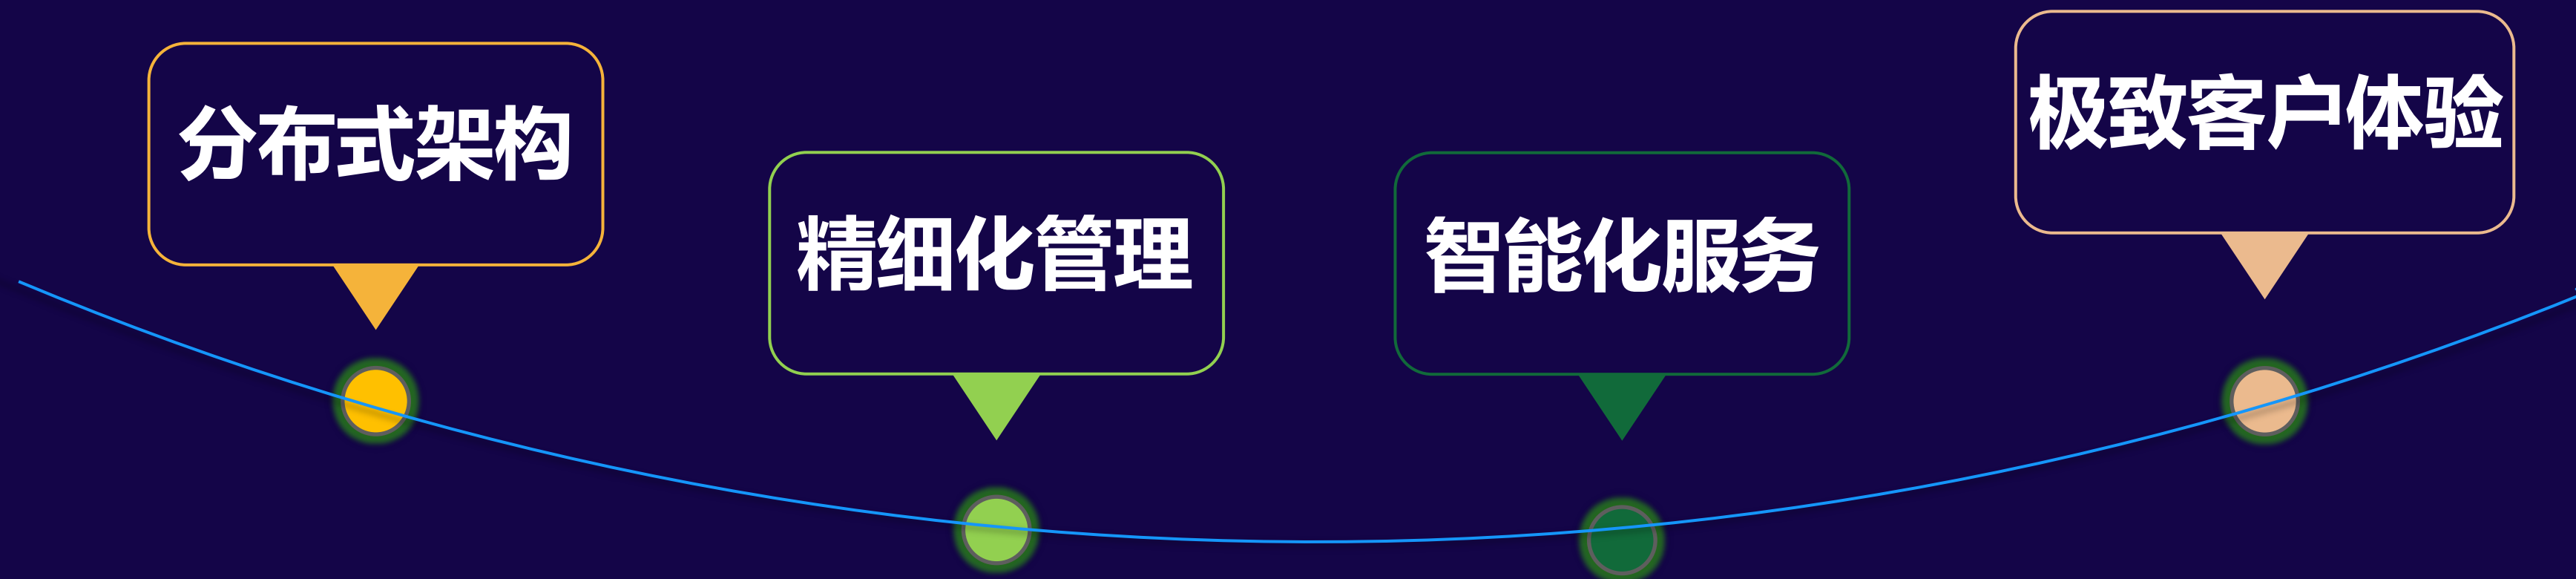 分布式架构
精细化管理
智能化服务
极致客户体验